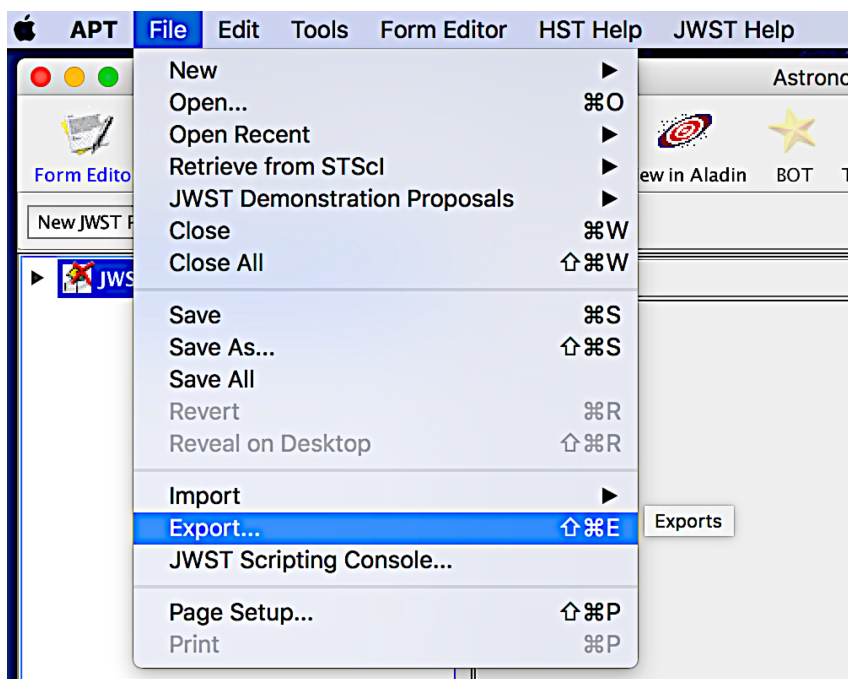 APT File Edit Tools Form Editor HST Help JWST Help
Astrono
New
Open... ⌘O
Open Recent
Retrieve from STScI
JWST Demonstration Proposals
Close ⌘W
Close All ⇧⌘W
Save ⌘S
Save As... ⇧⌘S
Save All
Revert ⌘R
Reveal on Desktop ⇧⌘R
Import
Export... ⇧⌘E
JWST Scripting Console...
Page Setup... ⇧⌘P
Print ⌘P
Form Edito
ew in Aladin BOT T
New JWST P
JWS
Exports